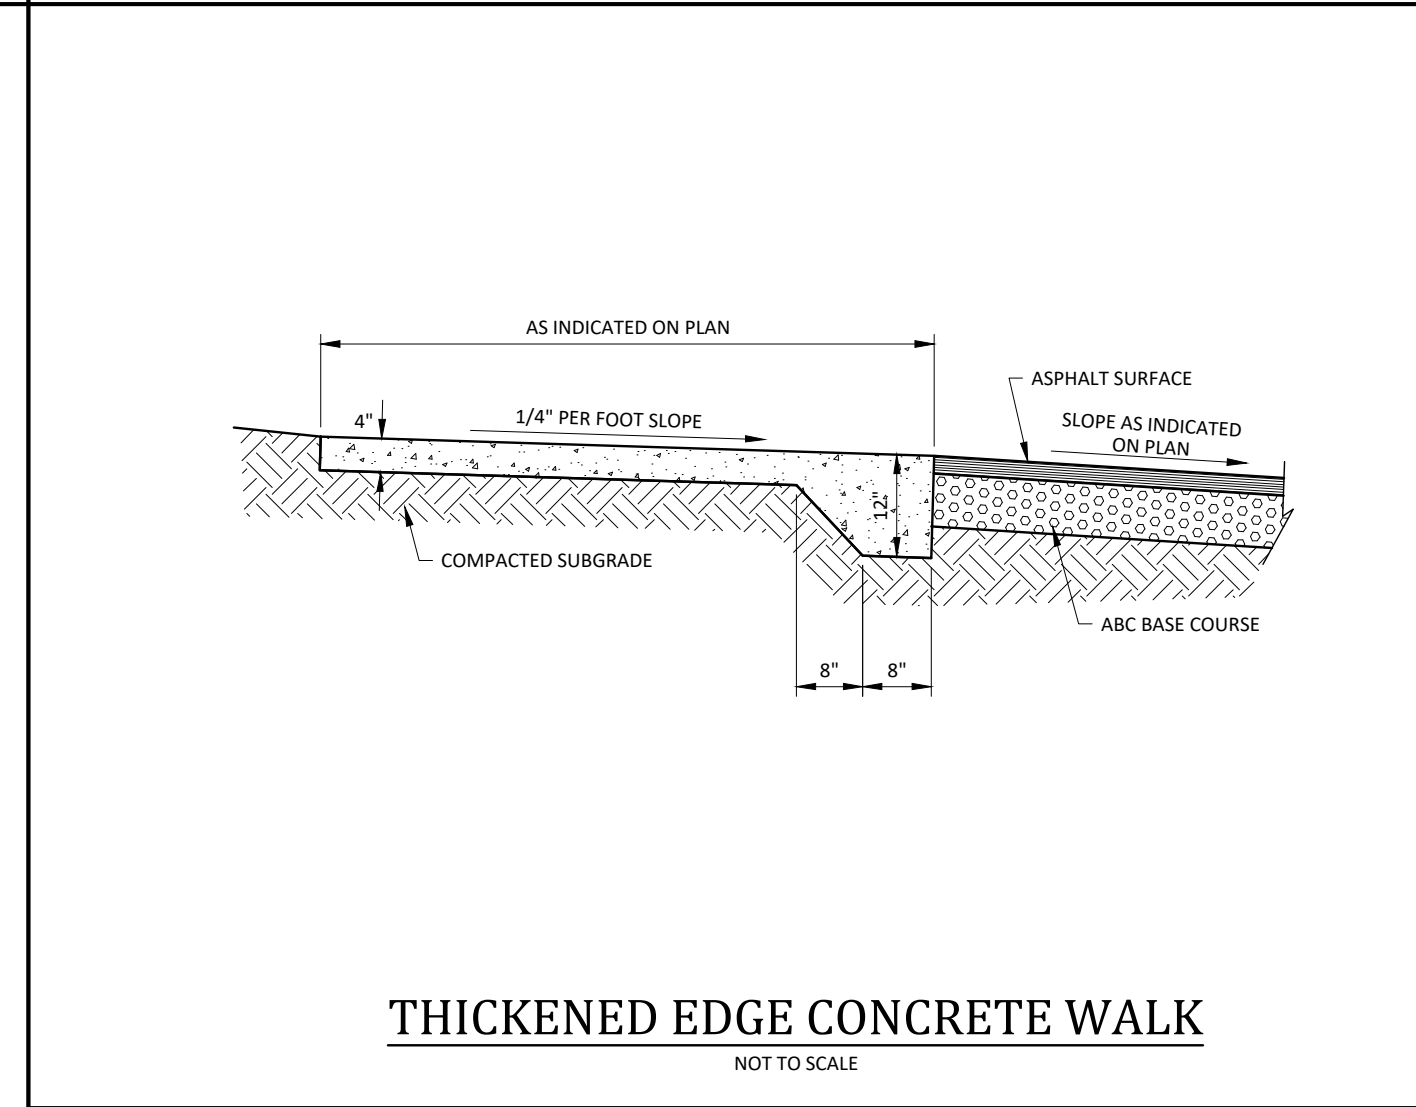 AS INDICATED ON PLAN
ASPHALT SURFACE
4"
1/4" PER FOOT SLOPE
SLOPE AS INDICATED
ON PLAN
12"
COMPACTED SUBGRADE
ABC BASE COURSE
8"
8"
THICKENED EDGE CONCRETE WALK
NOT TO SCALE